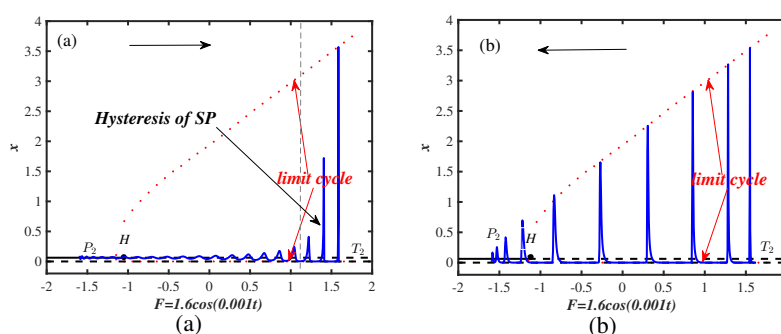 (a)
4
3.5
3
2.5
2
1.5
1
0.5
0
x
Hysteresis of SP
limit cycle
P2
H
T2
-2 -1.5 -1 -0.5 0 0.5 1 1.5 2
F=1.6cos(0.001t)
(a)
(b)
4
3.5
3
2.5
2
1.5
1
0.5
0
x
limit cycle
P2
H
T2
-2 -1.5 -1 -0.5 0 0.5 1 1.5 2
F=1.6cos(0.001t)
(b)